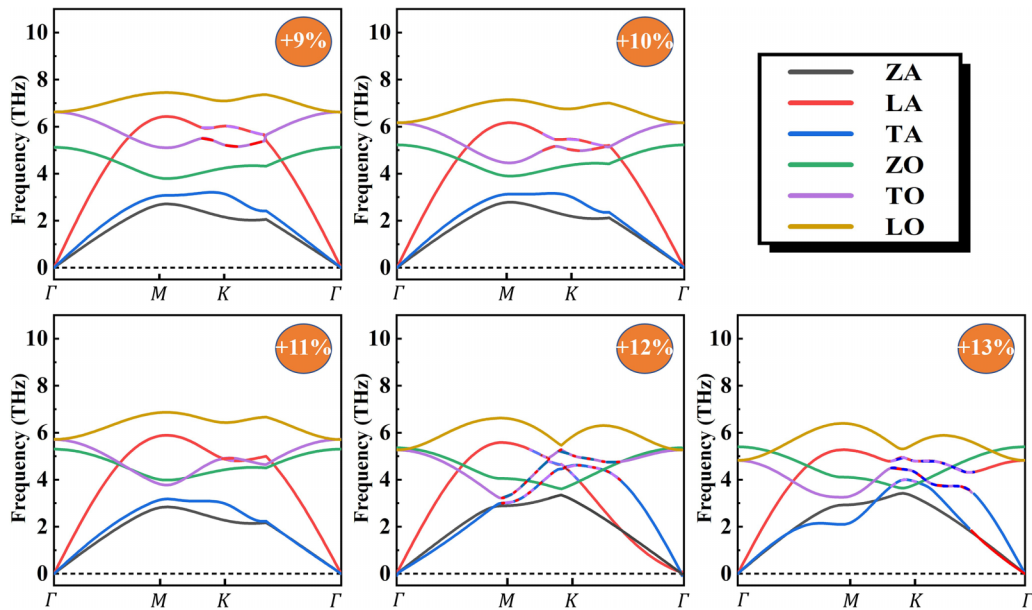 10
8
6
4
2
0
Frequency (THz)
+9%
Γ
M
K
Γ
10
8
6
4
2
0
Frequency (THz)
+10%
Γ
M
K
Γ
ZA
LA
TA
ZO
TO
LO
10
8
6
4
2
0
Frequency (THz)
+11%
Γ
M
K
Γ
10
8
6
4
2
0
Frequency (THz)
+12%
Γ
M
K
Γ
10
8
6
4
2
0
Frequency (THz)
+13%
Γ
M
K
Γ